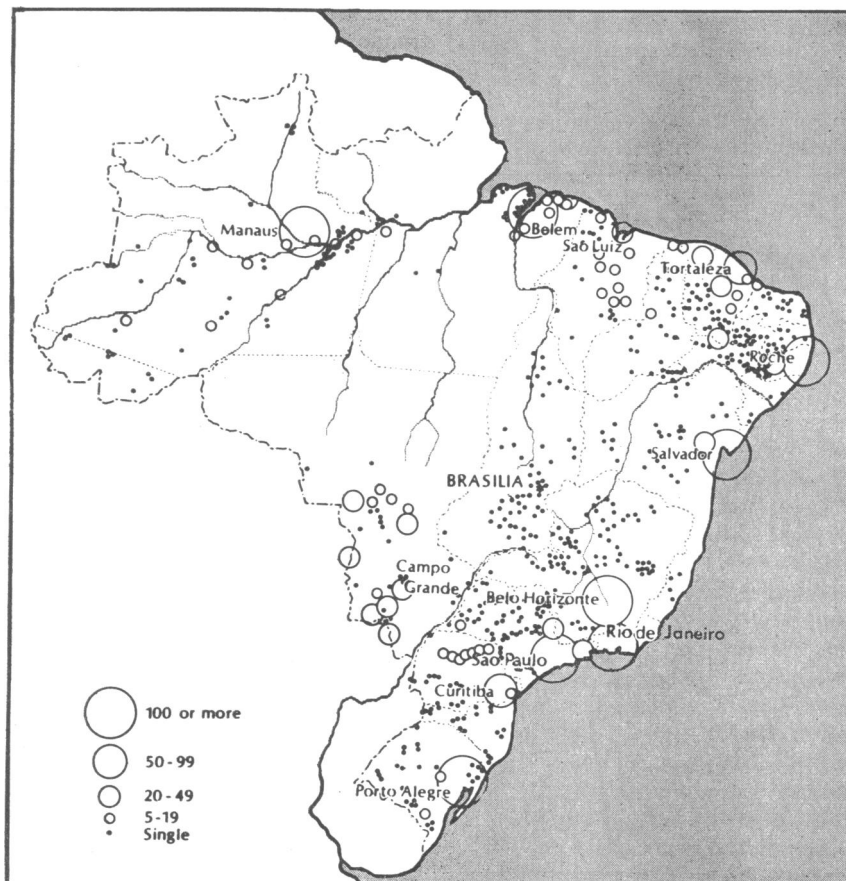 Manaus
Belem
Sao Luiz
Tortaleza
Roche
Salvador
BRASILIA
Campo
Grande
Belo Horizonte
Rio de Janeiro
Sao Paulo
Curitiba
Porto Alegre
100 or more
50-99
20-49
5-19
Single